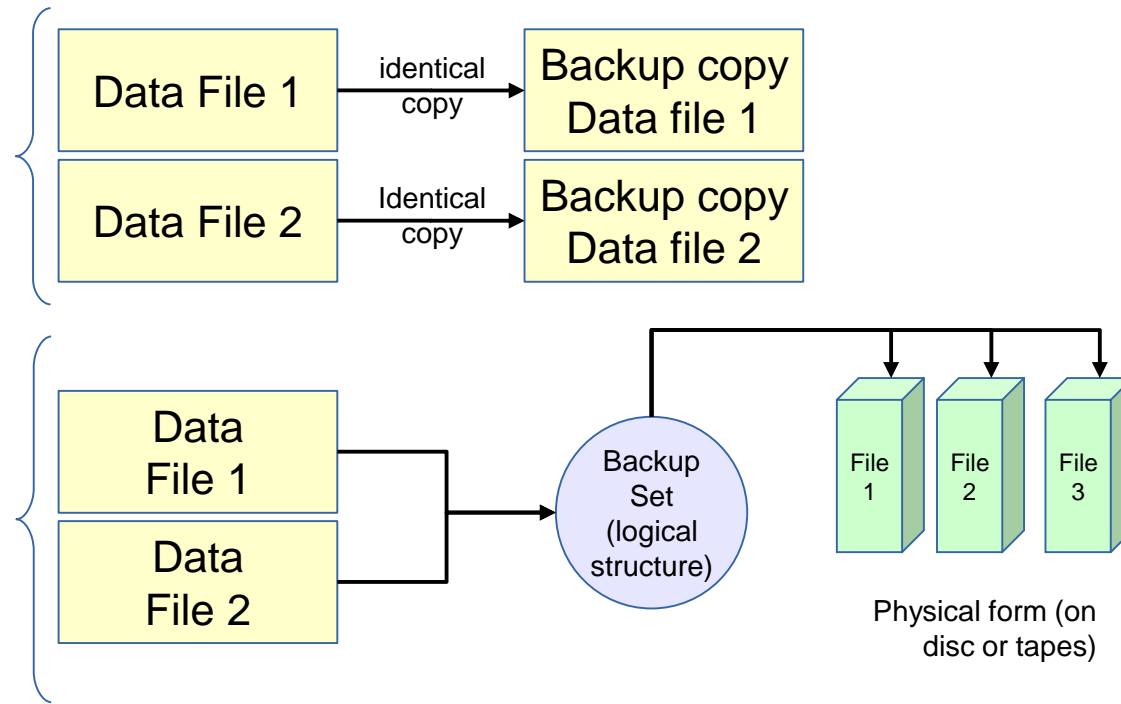 Data File 1
identical
copy
Backup copy
Data file 1
Data File 2
Identical
copy
Backup copy
Data file 2
Data
File 1
Data
File 2
Backup
Set
(logical
structure)
File
1
File
2
File
3
Physical form (on
disc or tapes)